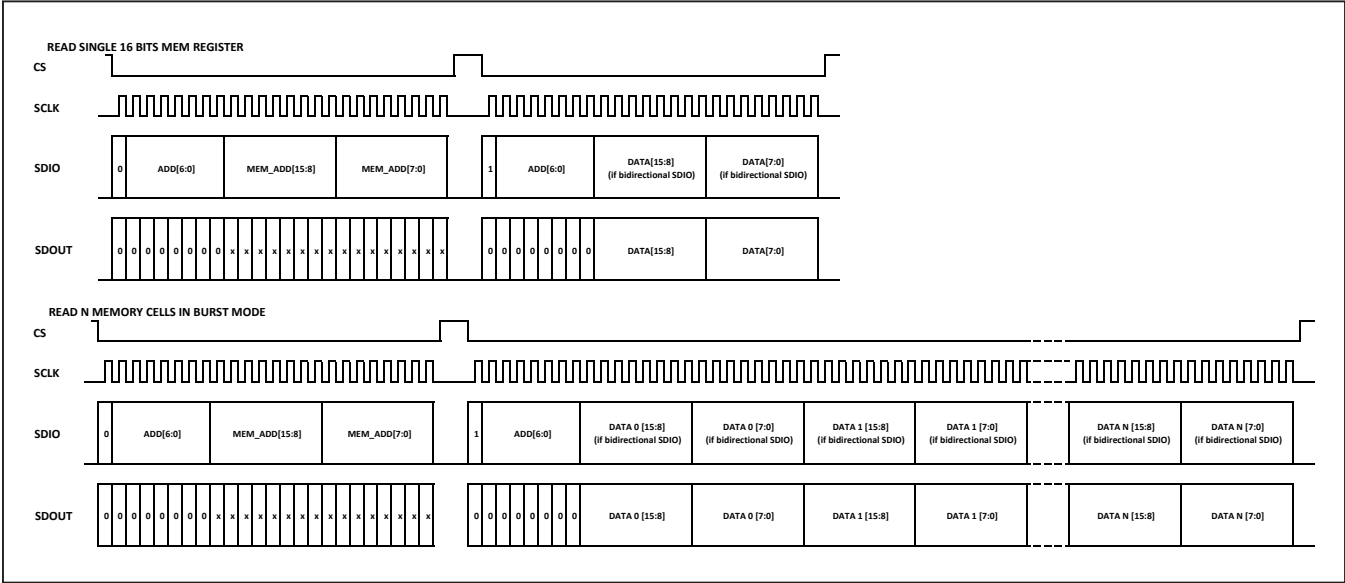 READ SINGLE 16 BITS MEM REGISTER
CS
SCLK
SDIO 0 ADD[6:0] MEM_ADD[15:8] MEM_ADD[7:0] 1 ADD[6:0] DATA[15:8] DATA[7:0]
(if bidirectional SDIO) (if bidirectional SDIO)
SDOUT 0 0 0 0 0 0 0 0 x x x x x x x x x x x x x x x x 0 0 0 0 0 0 0 0 DATA[15:8] DATA[7:0]
READ N MEMORY CELLS IN BURST MODE
CS
SCLK
SDIO 0 ADD[6:0] MEM_ADD[15:8] MEM_ADD[7:0] 1 ADD[6:0] DATA 0 [15:8] DATA 0 [7:0] DATA 1 [15:8] DATA 1 [7:0] DATA N [15:8] DATA N [7:0]
(if bidirectional SDIO) (if bidirectional SDIO) (if bidirectional SDIO) (if bidirectional SDIO) (if bidirectional SDIO) (if bidirectional SDIO)
SDOUT 0 0 0 0 0 0 0 0 x x x x x x x x x x x x x x x x 0 0 0 0 0 0 0 0 DATA 0 [15:8] DATA 0 [7:0] DATA 1 [15:8] DATA 1 [7:0] DATA N [15:8] DATA N [7:0]